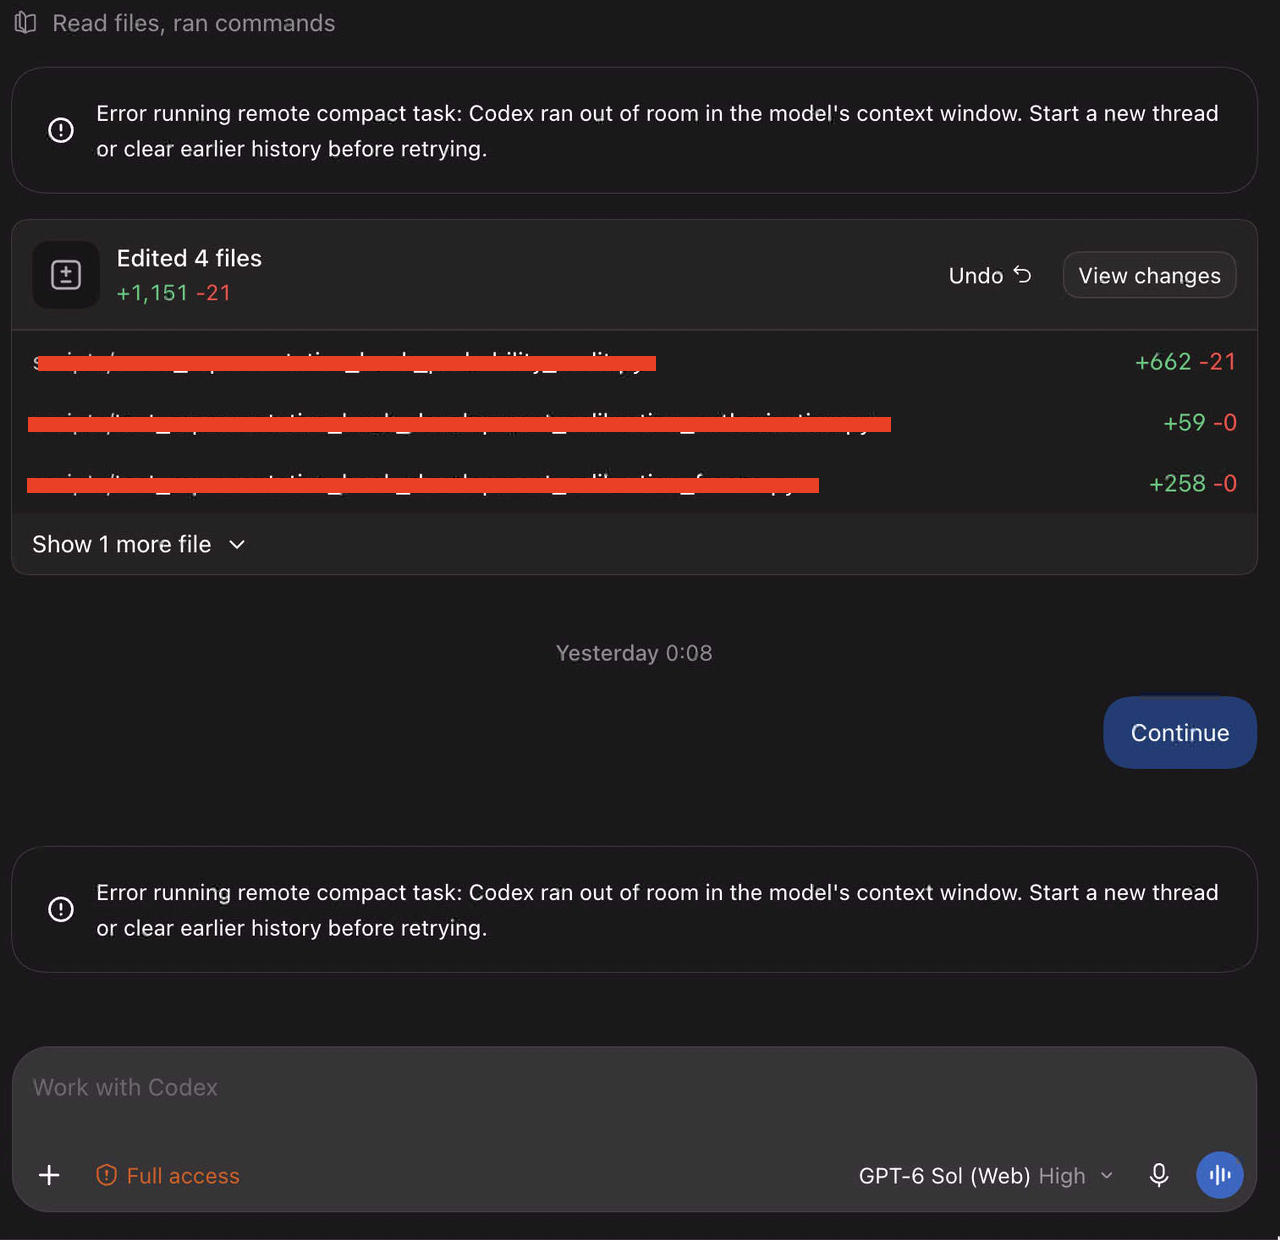 Read files, ran commands
Error running remote compact task: Codex ran out of room in the model's context window. Start a new thread
or clear earlier history before retrying.
Edited 4 files
+1,151 -21
Undo
View changes
+662 -21
+59 -0
+258 -0
Show 1 more file
Yesterday 0:08
Continue
Error running remote compact task: Codex ran out of room in the model's context window. Start a new thread
or clear earlier history before retrying.
Work with Codex
Full access
GPT-6 Sol (Web) High